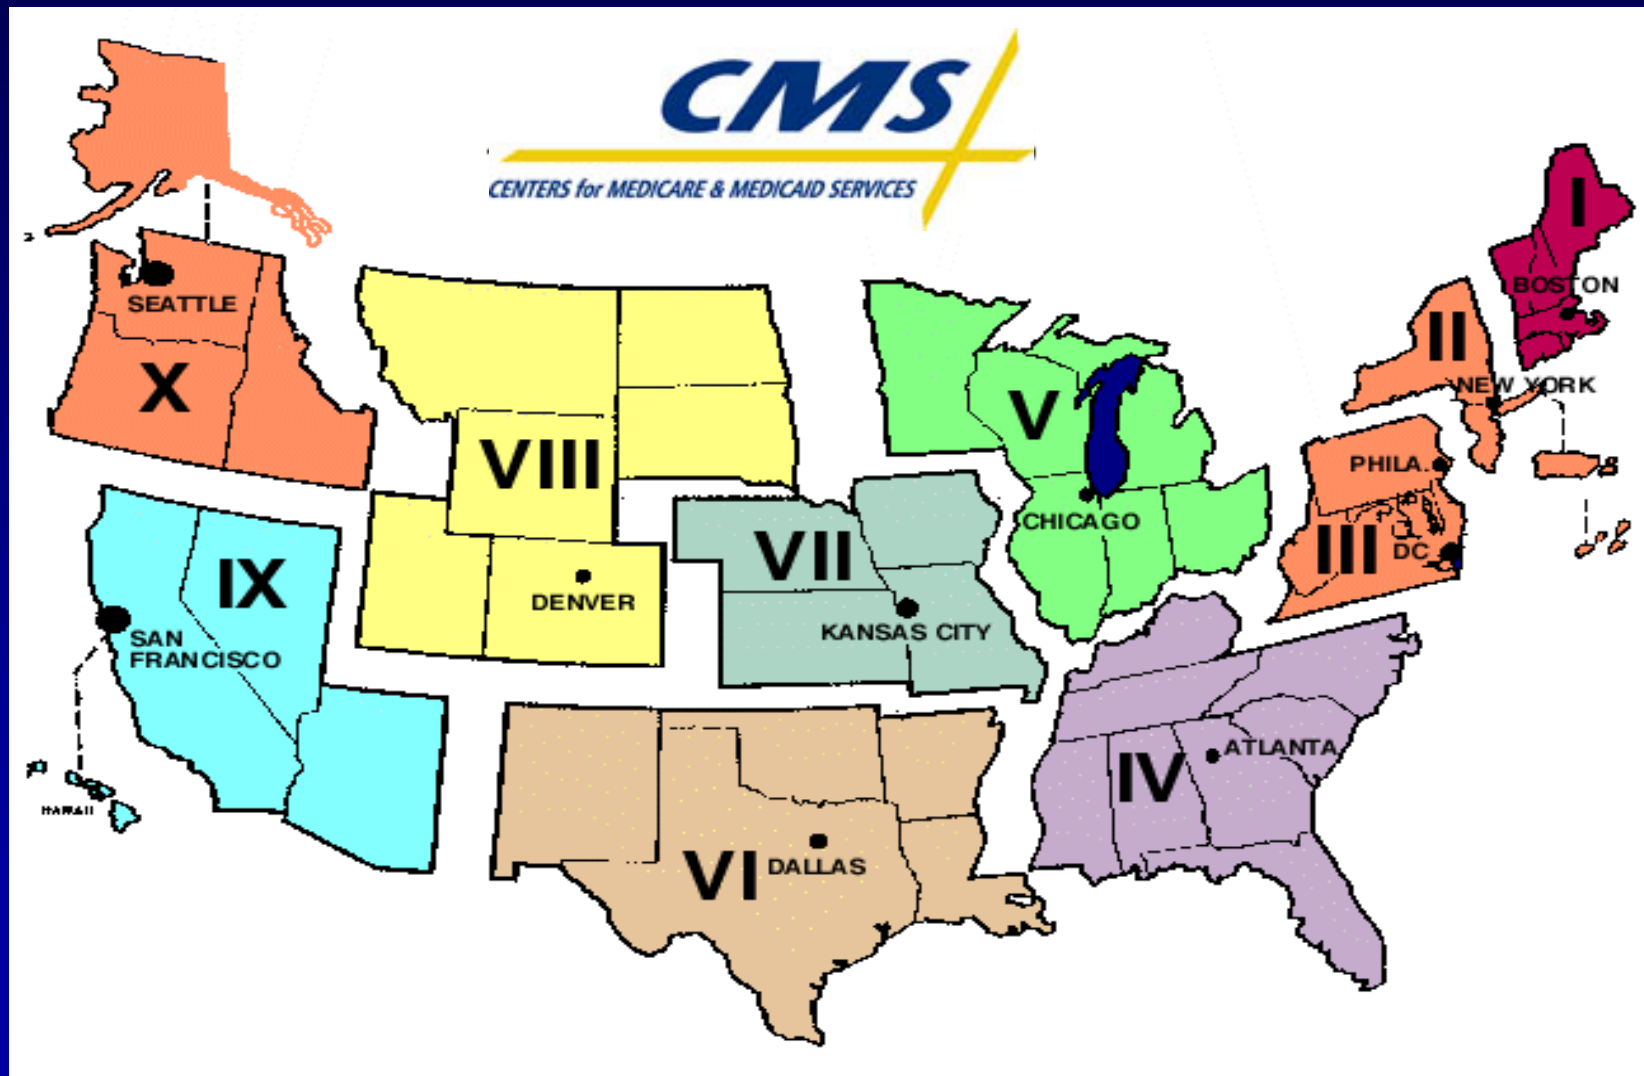 CMS
CENTERS for MEDICARE & MEDICAID SERVICES
I
BOSTON
II
NEW YORK
SEATTLE
X
VIII
V
PHILA.
CHICAGO
III
DC
VII
IX
DENVER
KANSAS CITY
SAN
FRANCISCO
ATLANTA
IV
HAWAII
VI
DALLAS